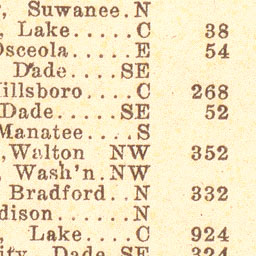 , Suwanee. N
, Lake.....C 38
Osceola.....E 54
Dade....SE
illsboro....C 268
Dade.....SE 52
Manatee....S
,Walton NW 352
, Wash'n.NW
Bradford..N 332
dison......N
, Lake....C 924
ity, Dade SE 324